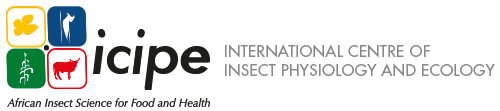 icipe
INTERNATIONAL CENTRE OF
INSECT PHYSIOLOGY AND ECOLOGY
African Insect Science for Food and Health